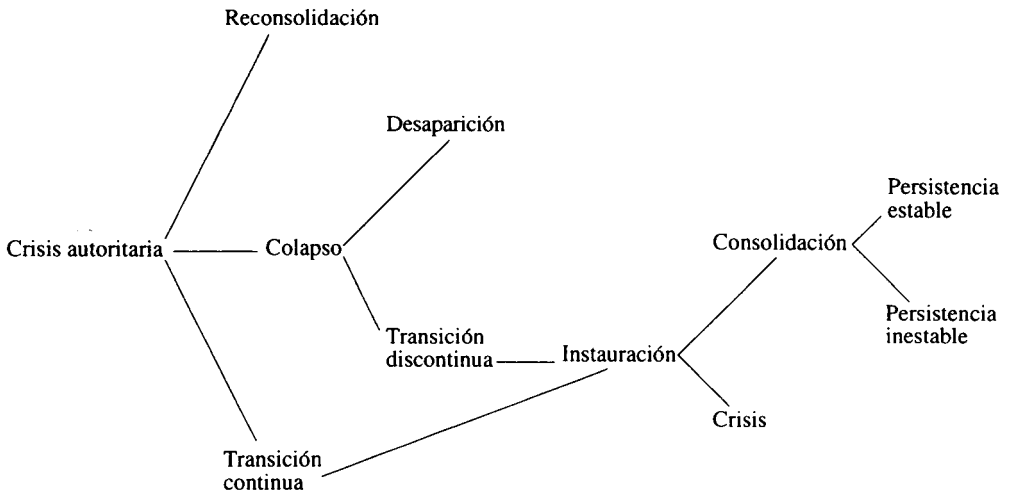 Reconsolidación
Desaparición
Persistencia
estable
Crisis autoritaria
Colapso
Consolidación
Persistencia
inestable
Transición
discontinua
Instauración
Crisis
Transición
continua